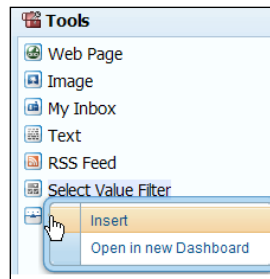 Tools
Web Page
Image
My Inbox
Text
RSS Feed
Select Value Filter
Insert
Open in new Dashboard